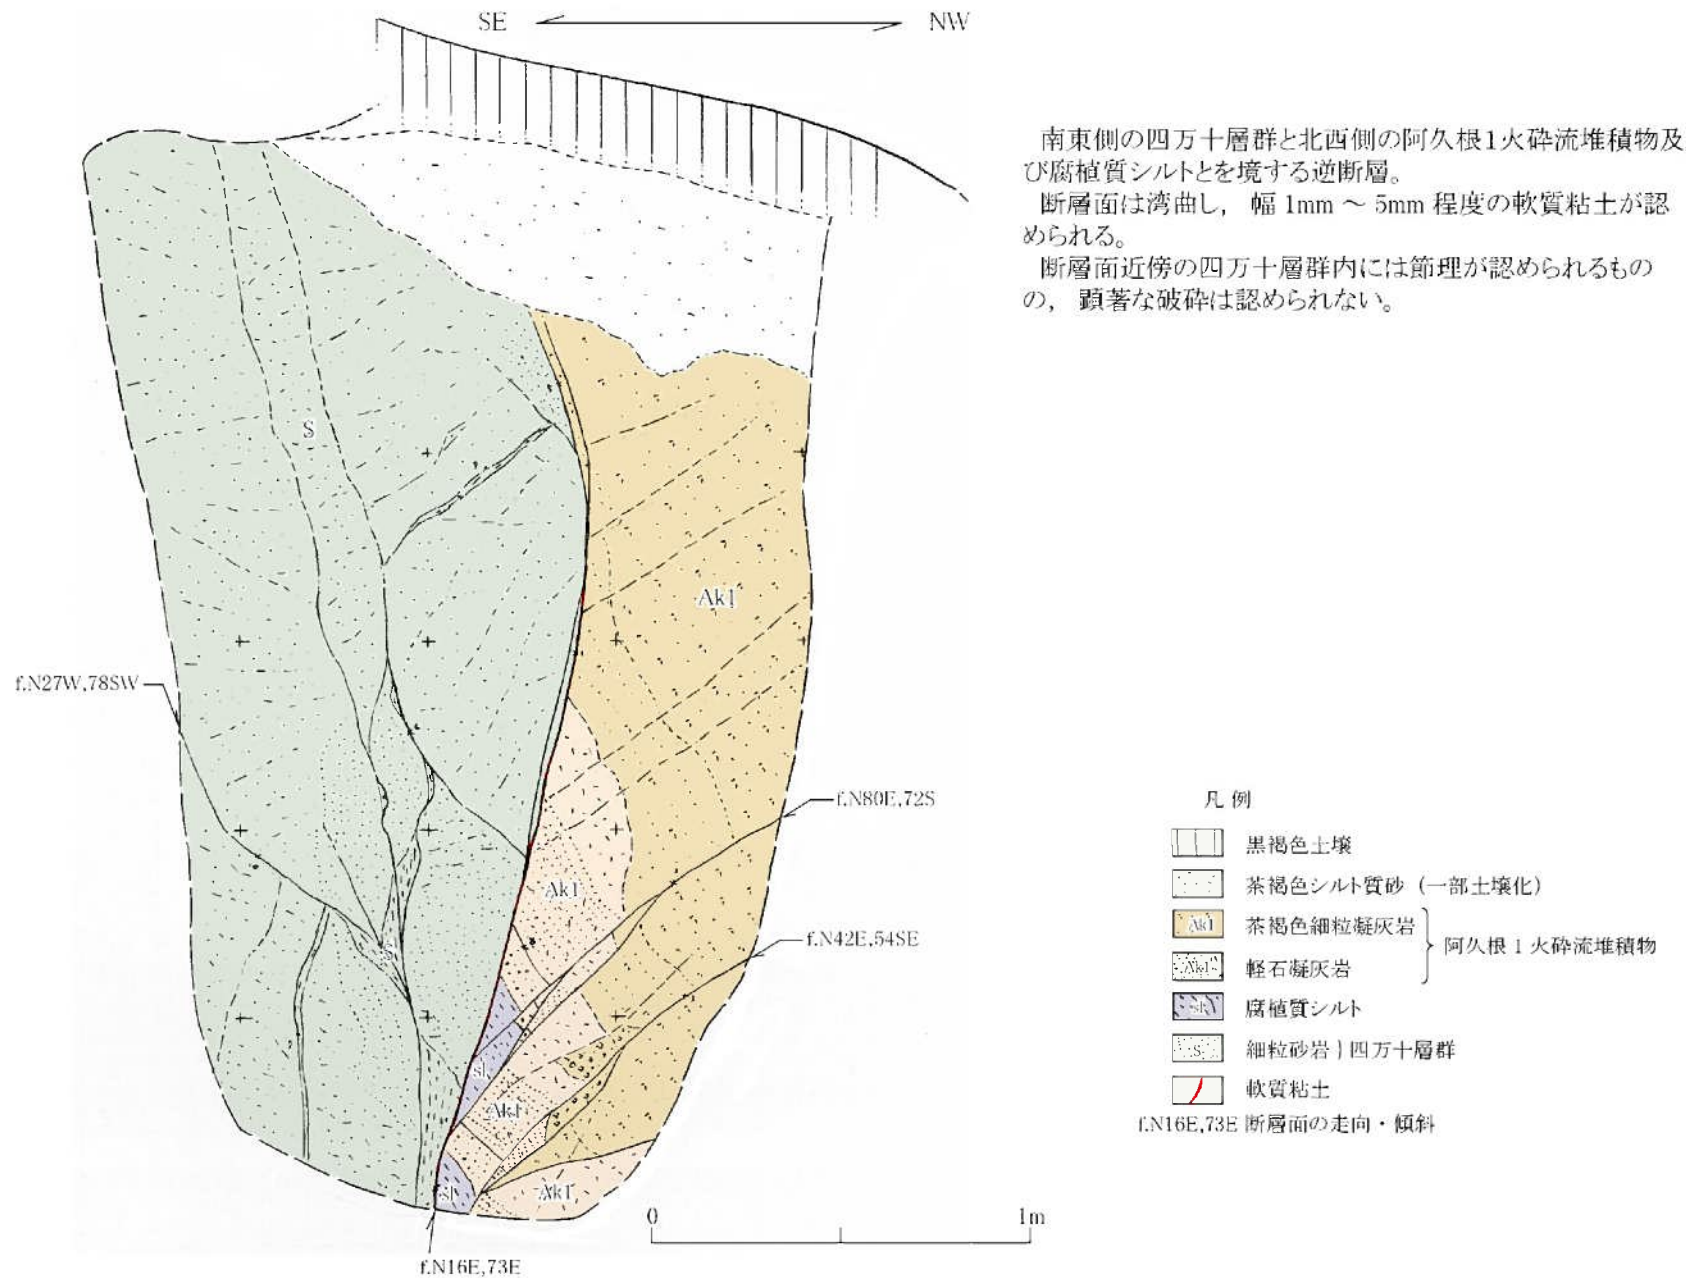 SE NW
南東側の四万十層群と北西側の阿久根1火砕流堆積物及
び腐植質シルトとを境する逆断層。
断層面は湾曲し, 幅 1mm ～ 5mm 程度の軟質粘土が認
められる。
断層面近傍の四万十層群内には節理が認められるもの
の, 顕著な破砕は認められない。
S
Ak1
f.N27W,78SW
f.N80E,72S
Ak1
f.N42E,54SE
S
sl
Ak1
sl
Ak1
f.N16E,73E
0 1m
凡 例
黒褐色土壌
茶褐色シルト質砂 (一部土壌化)
Ak1 茶褐色細粒凝灰岩
Ak1 軽石凝灰岩
阿久根 1 火砕流堆積物
sl 腐植質シルト
S 細粒砂岩 } 四万十層群
軟質粘土
f.N16E,73E 断層面の走向・傾斜